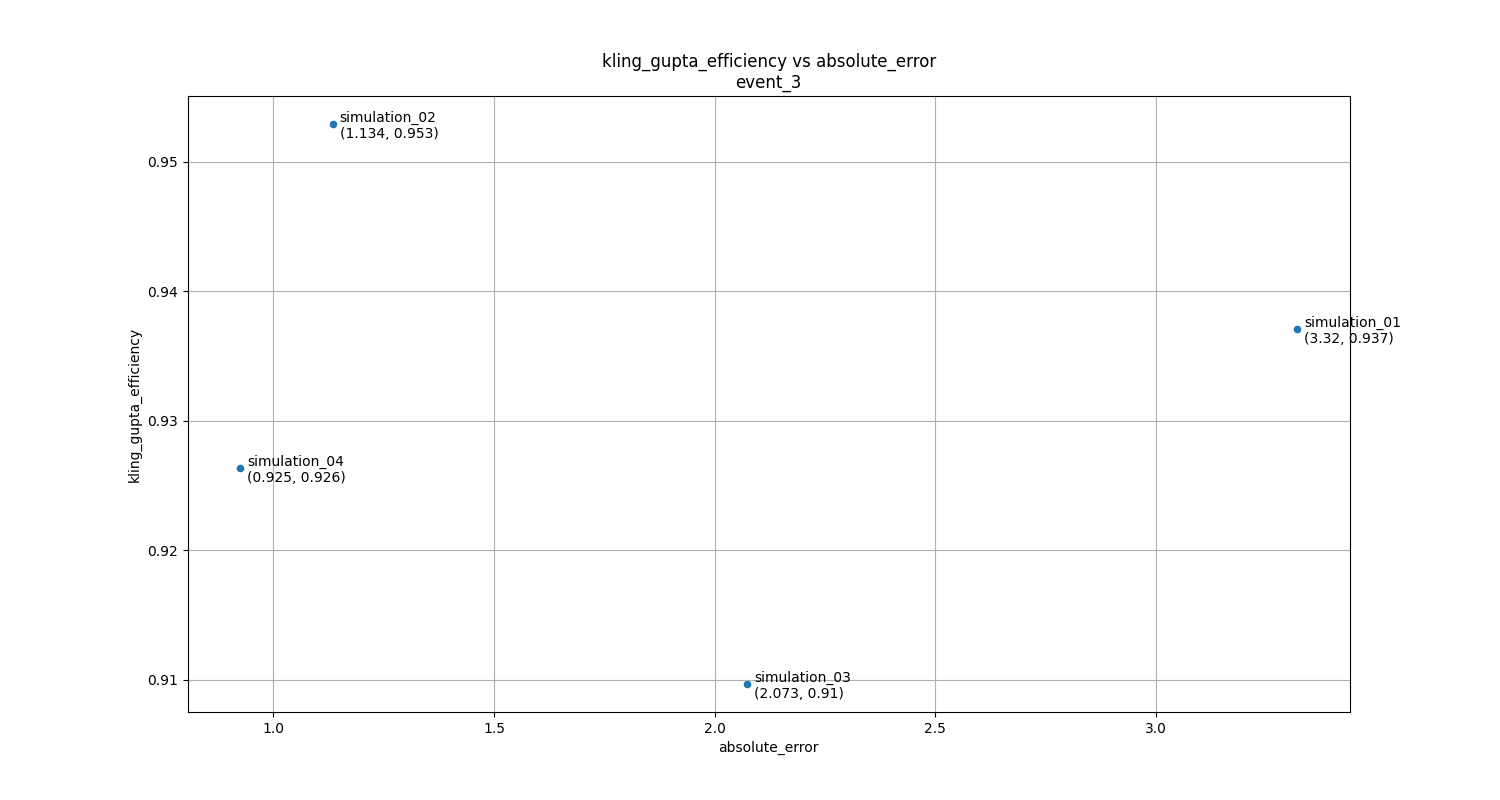 kling_gupta_efficiency vs absolute_error
event_3
simulation_02
(1.134, 0.953)
0.95
0.94
simulation_01
(3.32, 0.937)
kling_gupta_efficiency
0.93
simulation_04
(0.925, 0.926)
0.92
0.91
simulation_03
(2.073, 0.91)
1.0
1.5
2.0
2.5
3.0
absolute_error